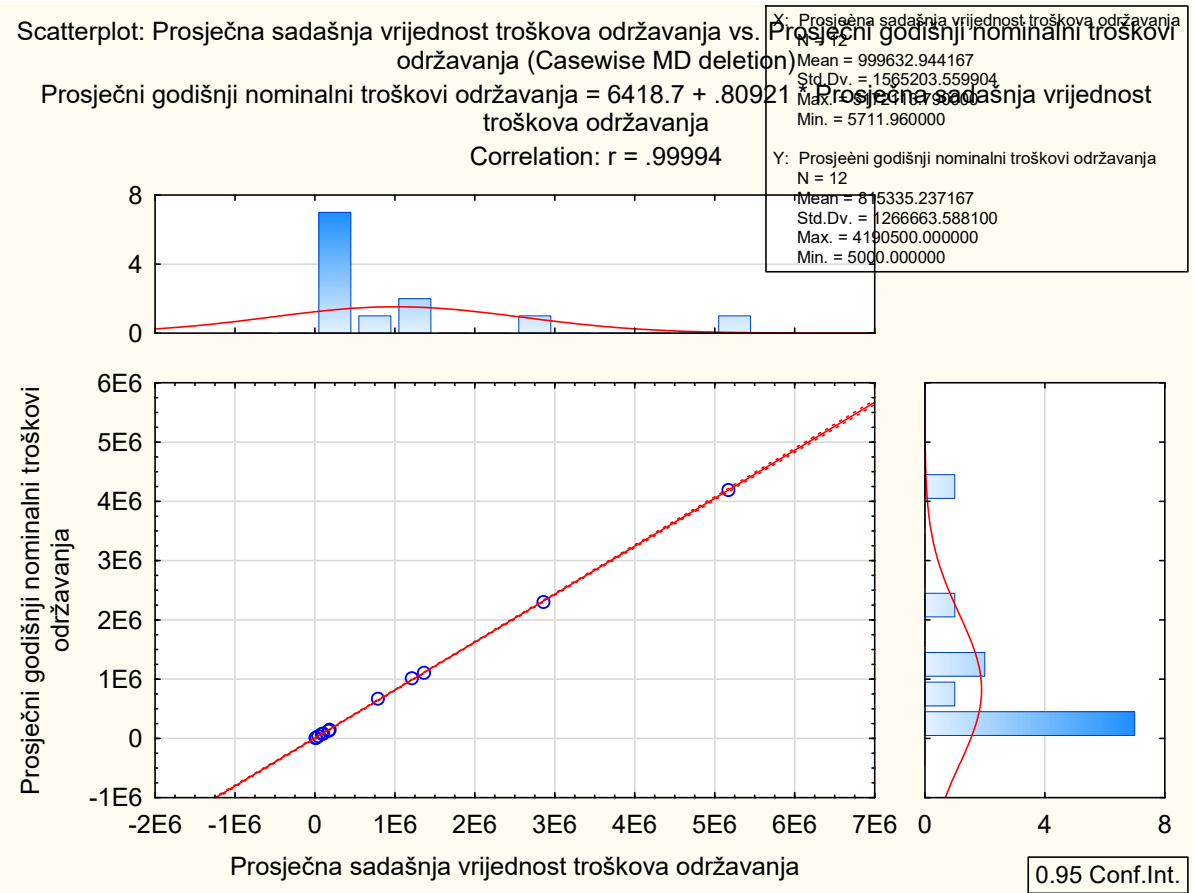 Scatterplot: Prosječna sadašnja vrijednost troškova održavanja vs. Prosječni godišnji nominalni troškovi
održavanja (Casewise MD deletion)
Prosječni godišnji nominalni troškovi održavanja = 6418.7 + .80921 * Prosječna sadašnja vrijednost
troškova održavanja
Correlation: r = .99994
X: Prosjeèna sadašnja vrijednost troškova održavanja
N = 12
Mean = 999632.944167
Std.Dv. = 1565203.559904
Max. =
Min. = 5711.960000
Y: Prosjeèni godišnji nominalni troškovi održavanja
N = 12
Mean = 815335.237167
Std.Dv. = 1266663.588100
Max. = 4190500.000000
Min. = 5000.000000
8
4
0
Prosječni godišnji nominalni troškovi
održavanja
6E6
5E6
4E6
3E6
2E6
1E6
0
-1E6
-2E6 -1E6 0 1E6 2E6 3E6 4E6 5E6 6E6 7E6
0 4 8
Prosječna sadašnja vrijednost troškova održavanja
0.95 Conf.Int.